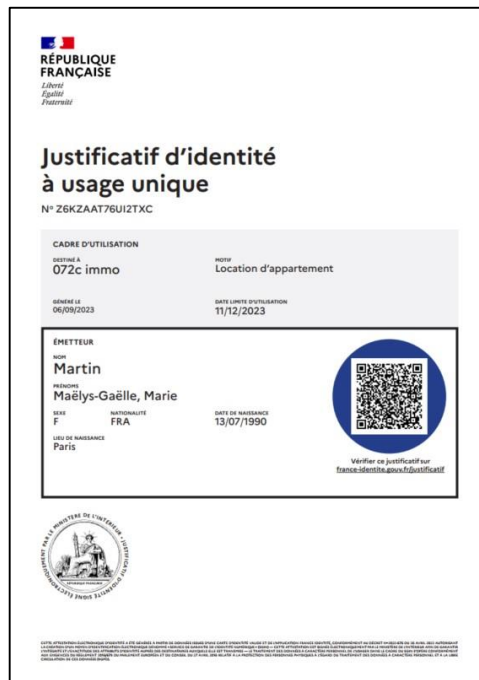 RÉPUBLIQUE
FRANÇAISE
Liberté
Égalité
Fraternité
Justificatif d'identité
à usage unique
N° Z6KZAAT76UI2TXC
CADRE D'UTILISATION
DESTINÉ À
072c immo
MOTIF
Location d'appartement
GÉNÉRÉ LE
06/09/2023
DATE LIMITE D'UTILISATION
11/12/2023
ÉMETTEUR
NOM
Martin
PRÉNOMS
Maëlys-Gaëlle, Marie
SEXE
F
NATIONALITÉ
FRA
DATE DE NAISSANCE
13/07/1990
LIEU DE NAISSANCE
Paris
Vérifier ce justificatif sur
france-identite.gouv.fr/justificatif
RÉPUBLIQUE FRANÇAISE